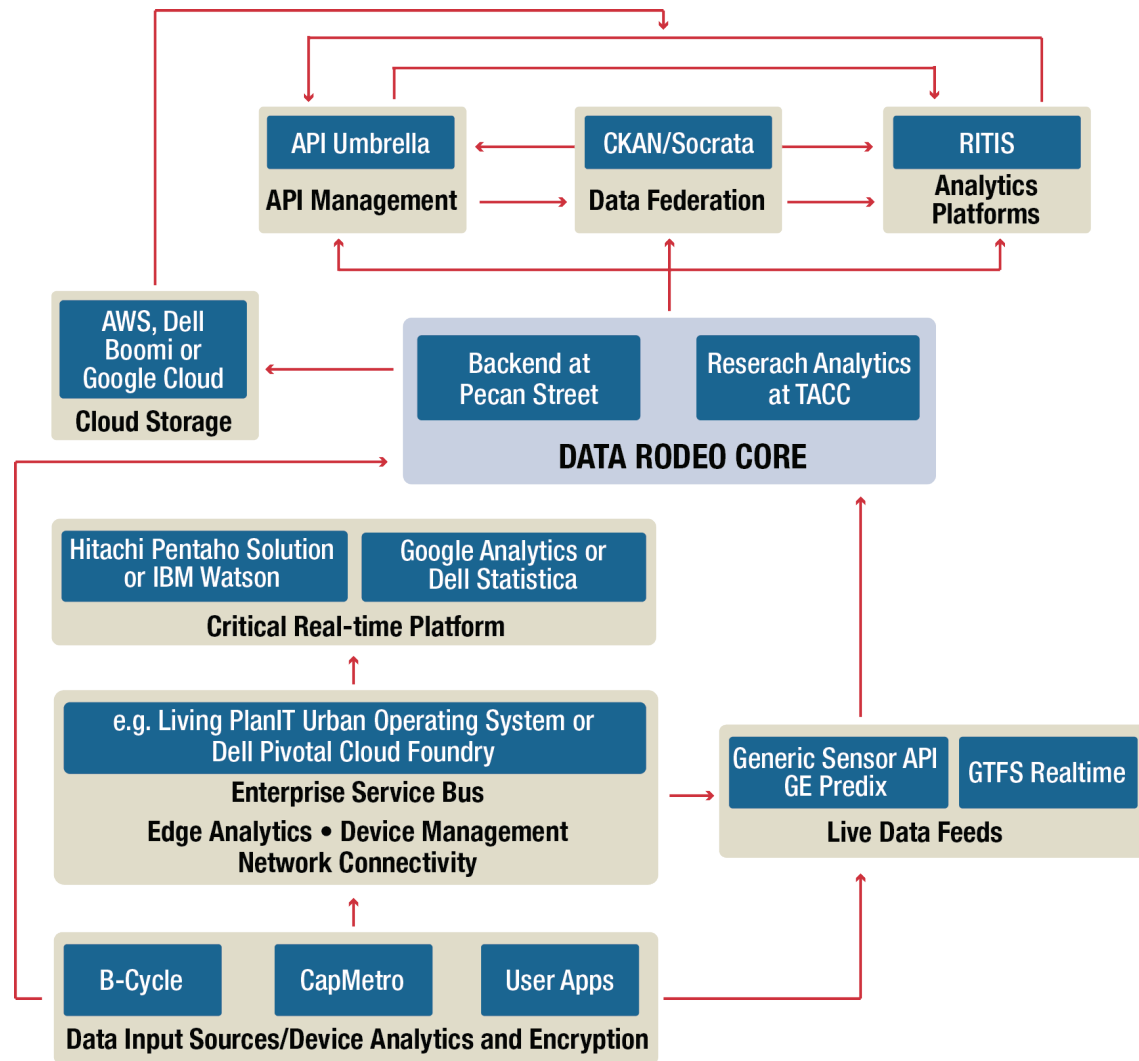 API Umbrella
API Management
CKAN/Socrata
Data Federation
RITIS
Analytics
Platforms
AWS, Dell
Boomi or
Google Cloud
Cloud Storage
Backend at
Pecan Street
Reserach Analytics
at TACC
DATA RODEO CORE
Hitachi Pentaho Solution
or IBM Watson
Google Analytics or
Dell Statistica
Critical Real-time Platform
e.g. Living PlanIT Urban Operating System or
Dell Pivotal Cloud Foundry
Enterprise Service Bus
Edge Analytics • Device Management
Network Connectivity
Generic Sensor API
GE Predix
GTFS Realtime
Live Data Feeds
B-Cycle
CapMetro
User Apps
Data Input Sources/Device Analytics and Encryption